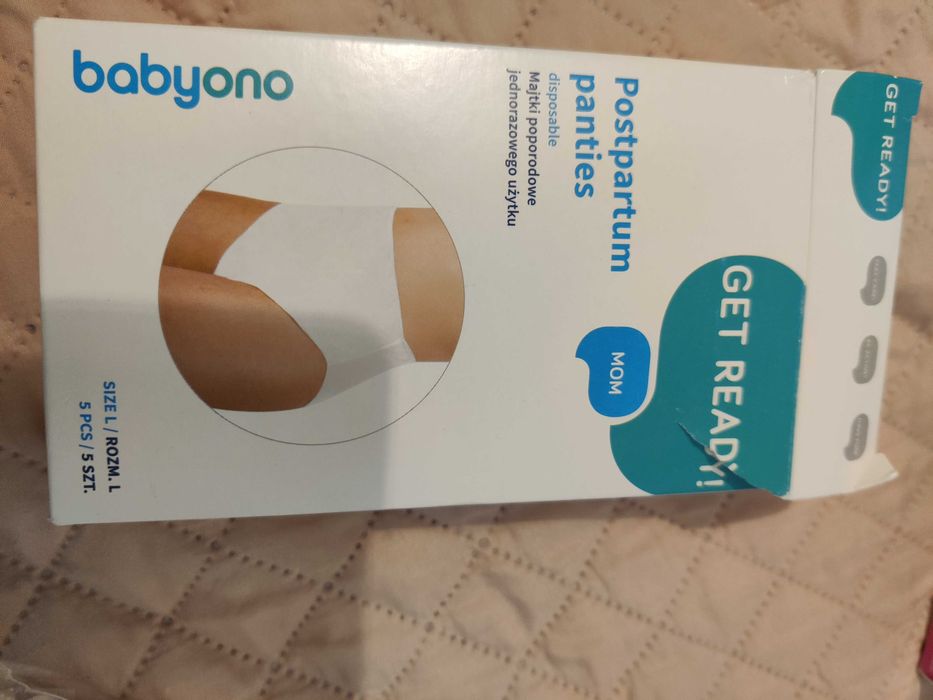 GET READY!
GET READY!
MOM
Postpartum
panties
disposable
Majtki poporodowe
jednorazowego użytku
babyono
SIZE L / ROZM. L
5 PCS / 5 SZT.